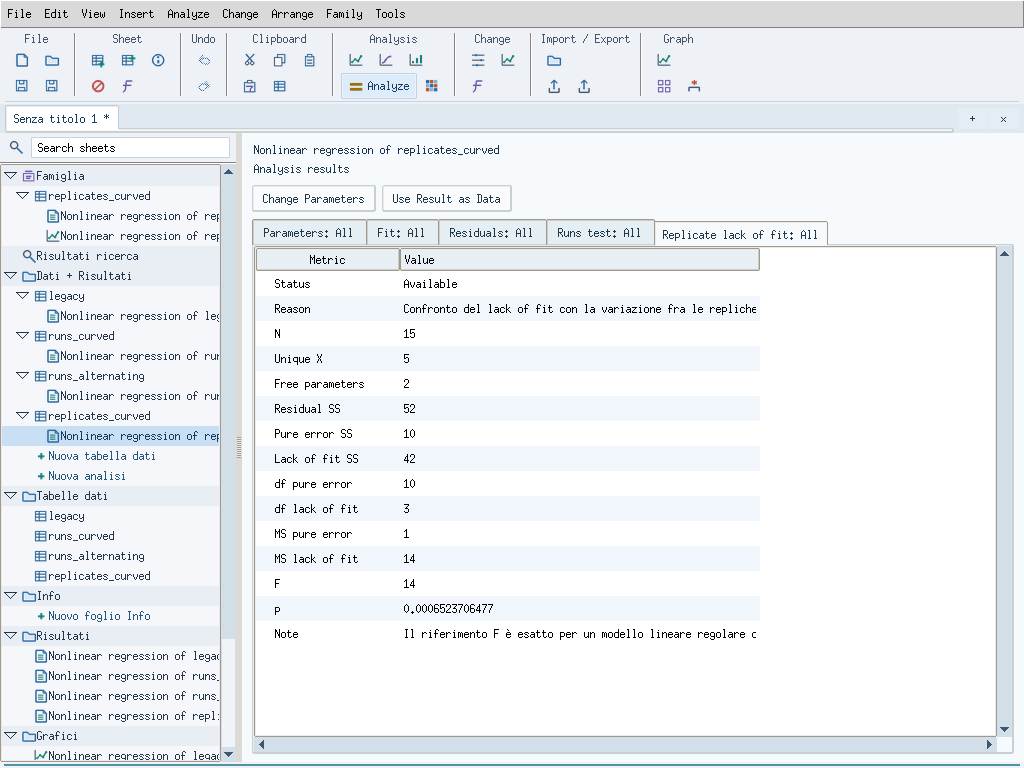 File Edit View Insert Analyze Change Arrange Family Tools
File Sheet Undo Clipboard Analysis Change Import / Export Graph
Analyze
Senza titolo 1 * + ×
Search sheets
Famiglia
replicates_curved
Nonlinear regression of rep
Nonlinear regression of rep
Risultati ricerca
Dati + Risultati
legacy
Nonlinear regression of leg
runs_curved
Nonlinear regression of run
runs_alternating
Nonlinear regression of run
replicates_curved
Nonlinear regression of rep
+ Nuova tabella dati
+ Nuova analisi
Tabelle dati
legacy
runs_curved
runs_alternating
replicates_curved
Info
+ Nuovo foglio Info
Risultati
Nonlinear regression of legac
Nonlinear regression of runs_
Nonlinear regression of runs_
Nonlinear regression of repl
Grafici
Nonlinear regression of legac
Nonlinear regression of replicates_curved
Analysis results
Change Parameters Use Result as Data
Parameters: All Fit: All Residuals: All Runs test: All Replicate lack of fit: All
Metric Value
Status Available
Reason Confronto del lack of fit con la variazione fra le repliche
N 15
Unique X 5
Free parameters 2
Residual SS 52
Pure error SS 10
Lack of fit SS 42
df pure error 10
df lack of fit 3
MS pure error 1
MS lack of fit 14
F 14
p 0.0006523706477
Note Il riferimento F è esatto per un modello lineare regolare c